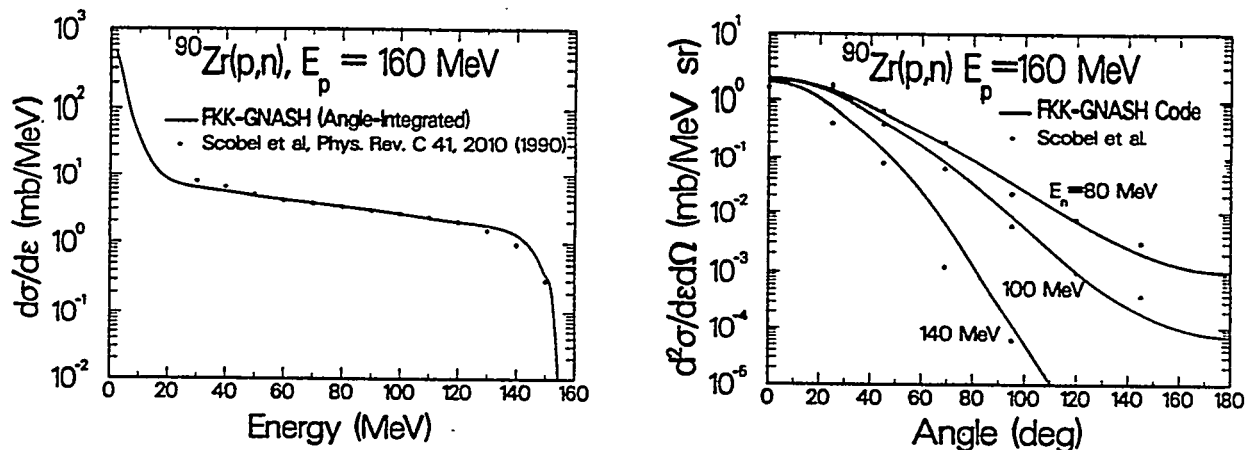 ⁹⁰Zr(p,n), Eₚ = 160 MeV
FKK-GNASH (Angle-Integrated)
Scobel et al, Phys. Rev. C 41, 2010 (1990)
dσ/dε (mb/MeV)
10³
10²
10¹
10⁰
10⁻¹
10⁻²
0 20 40 60 80 100 120 140 160
Energy (MeV)
⁹⁰Zr(p,n) Eₚ=160 MeV
FKK-GNASH Code
Scobel et al.
Eₙ=80 MeV
100 MeV
140 MeV
d²σ/dεdΩ (mb/MeV sr)
10²
10¹
10⁰
10⁻¹
10⁻²
10⁻³
10⁻⁴
10⁻⁵
0 20 40 60 80 100 120 140 160 180
Angle (deg)